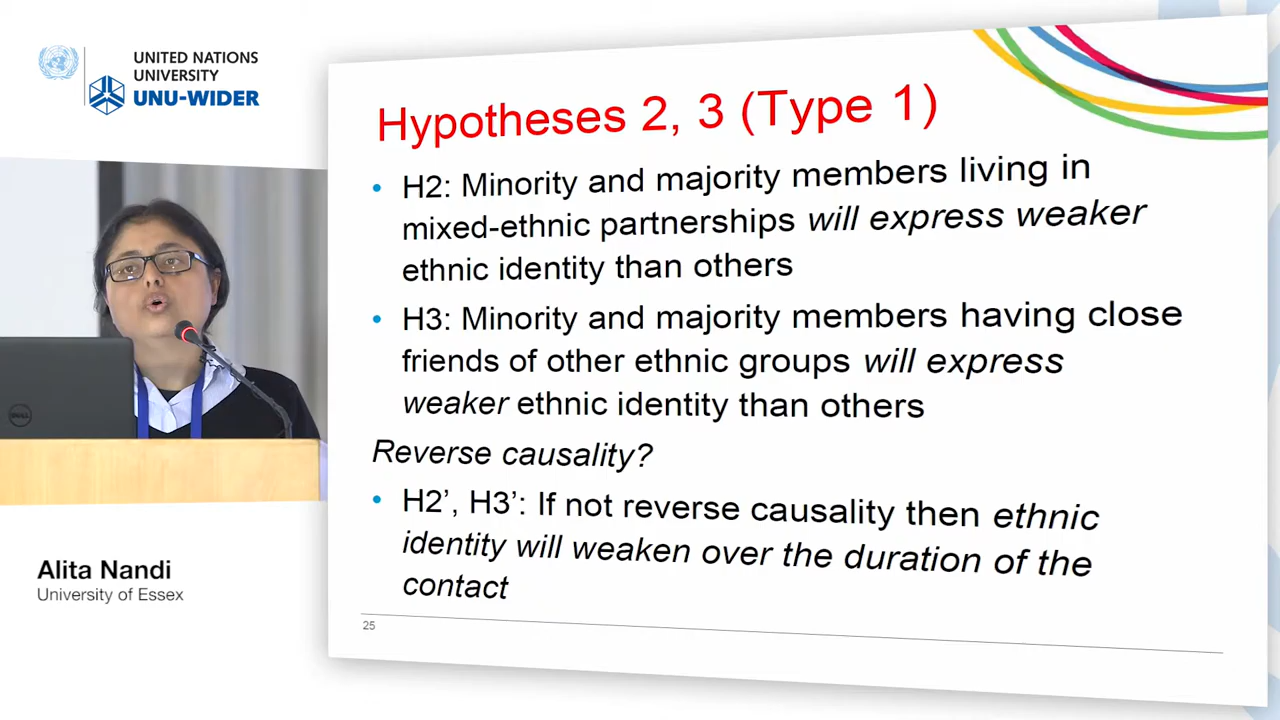 UNITED NATIONS
UNIVERSITY
UNU-WIDER
Hypotheses 2, 3 (Type 1)
• H2: Minority and majority members living in
mixed-ethnic partnerships will express weaker
ethnic identity than others
• H3: Minority and majority members having close
friends of other ethnic groups will express
weaker ethnic identity than others
Reverse causality?
• H2’, H3’: If not reverse causality then ethnic
identity will weaken over the duration of the
contact
25
DELL
Alita Nandi
University of Essex